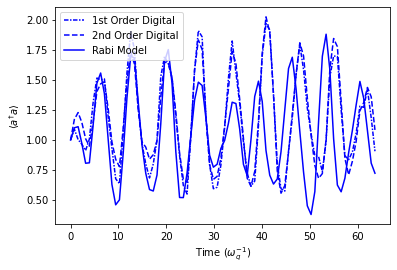 1st Order Digital
2nd Order Digital
Rabi Model
2.00
1.75
1.50
1.25
1.00
0.75
0.50
⟨a†a⟩
0 10 20 30 40 50 60
Time (ω_q^{-1})